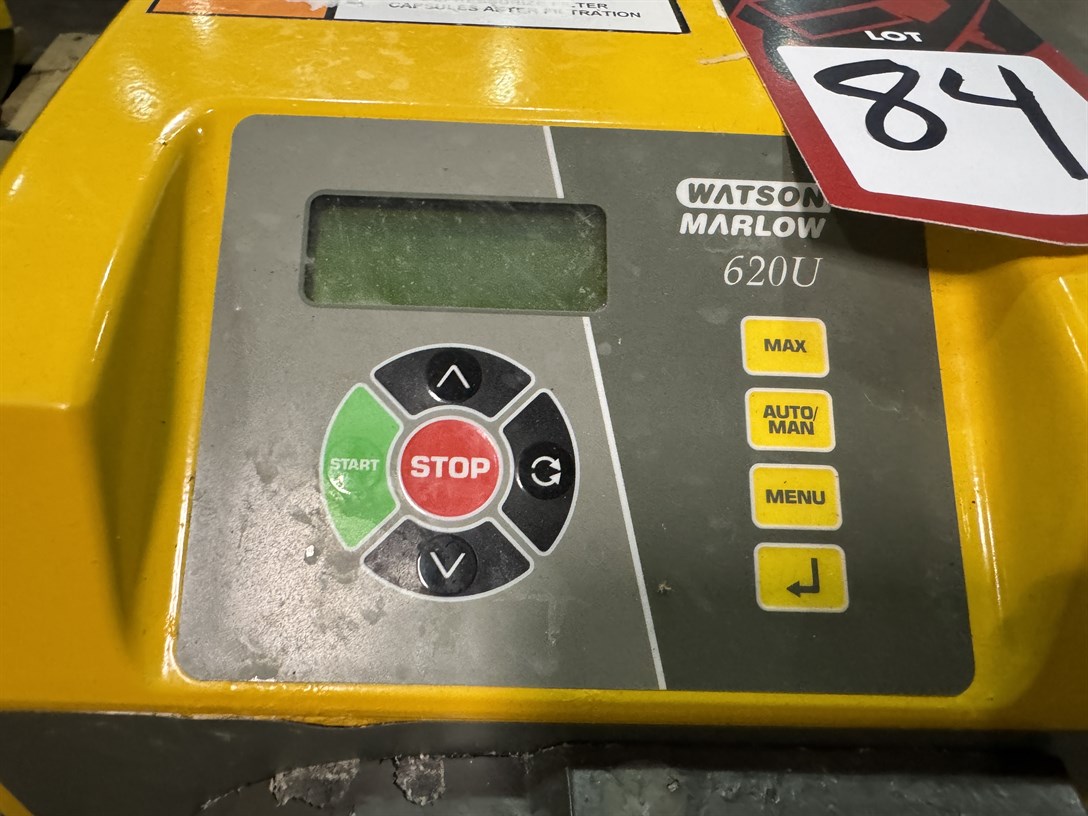 CAPSULES AFTER FILTRATION
LOT
84
WATSON
MARLOW
620U
MAX
AUTO/
MAN
MENU
START
STOP